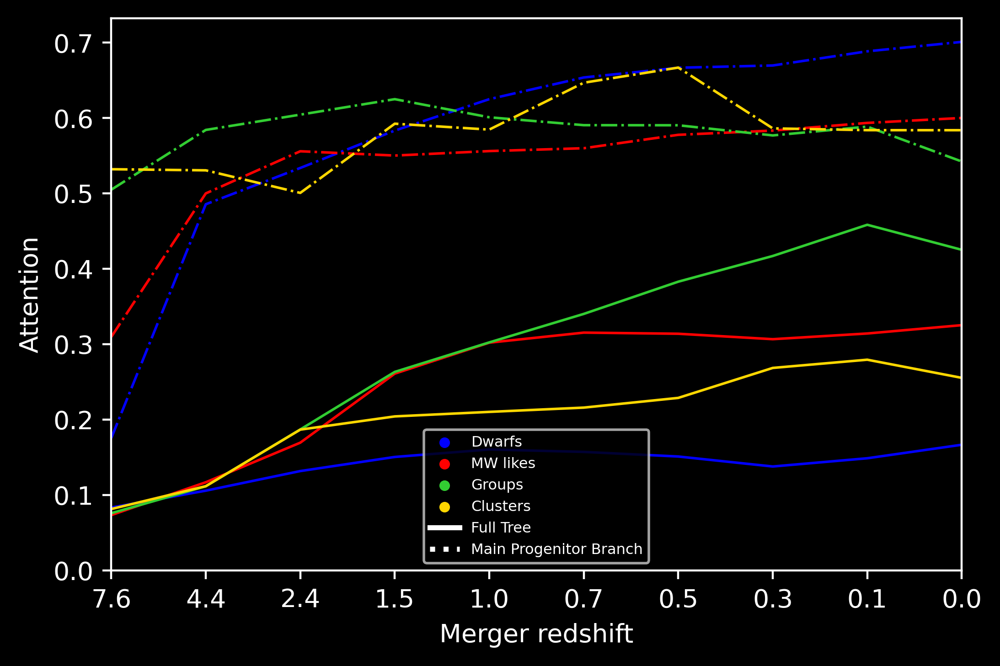 0.7
0.6
0.5
0.4
0.3
0.2
0.1
0.0
Attention
Dwarfs
MW likes
Groups
Clusters
Full Tree
Main Progenitor Branch
7.6 4.4 2.4 1.5 1.0 0.7 0.5 0.3 0.1 0.0
Merger redshift